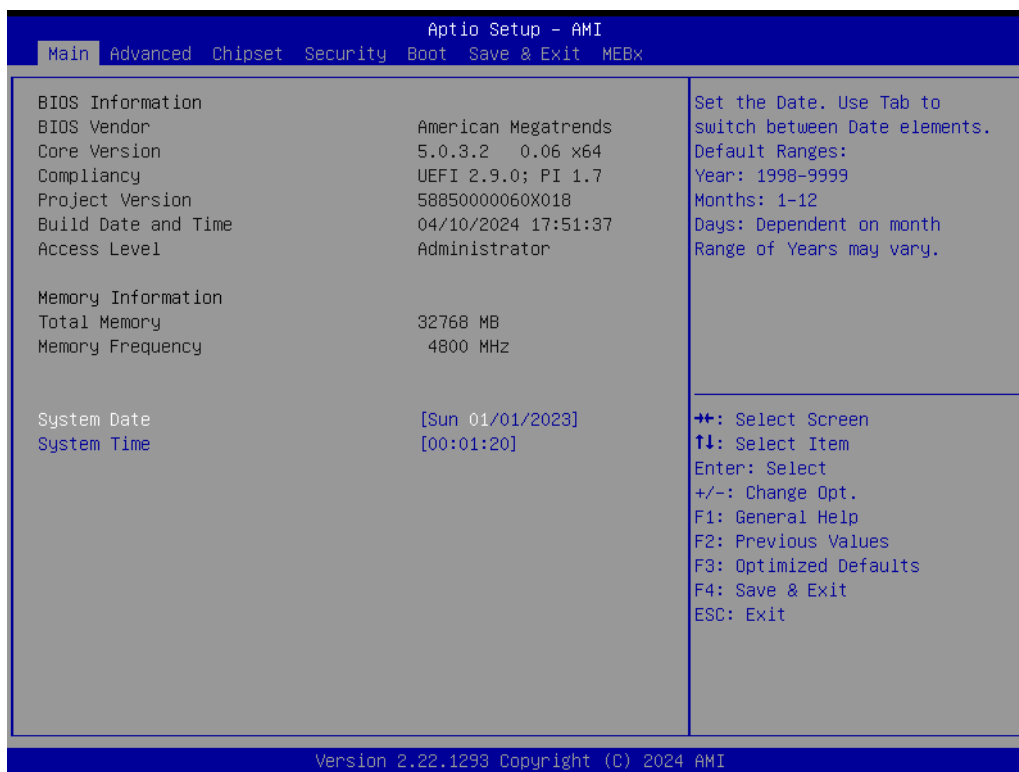 Aptio Setup – AMI
Main Advanced Chipset Security Boot Save & Exit MEBx
BIOS Information
BIOS Vendor American Megatrends
Core Version 5.0.3.2 0.06 x64
Compliancy UEFI 2.9.0; PI 1.7
Project Version 58850000060X018
Build Date and Time 04/10/2024 17:51:37
Access Level Administrator
Memory Information
Total Memory 32768 MB
Memory Frequency 4800 MHz
System Date [Sun 01/01/2023]
System Time [00:01:20]
Set the Date. Use Tab to
switch between Date elements.
Default Ranges:
Year: 1998-9999
Months: 1-12
Days: Dependent on month
Range of Years may vary.
→←: Select Screen
↑↓: Select Item
Enter: Select
+/-: Change Opt.
F1: General Help
F2: Previous Values
F3: Optimized Defaults
F4: Save & Exit
ESC: Exit
Version 2.22.1293 Copyright (C) 2024 AMI